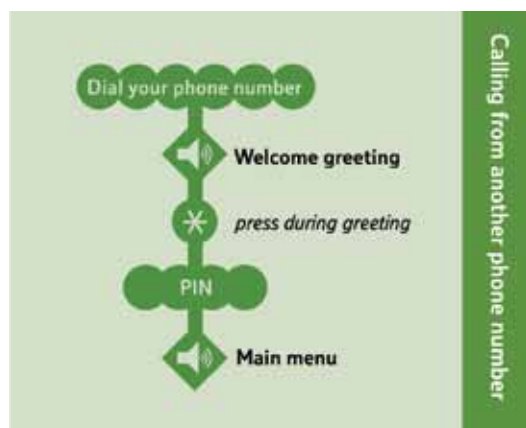 Dial your phone number
Welcome greeting
*
press during greeting
PIN
Main menu
Calling from another phone number